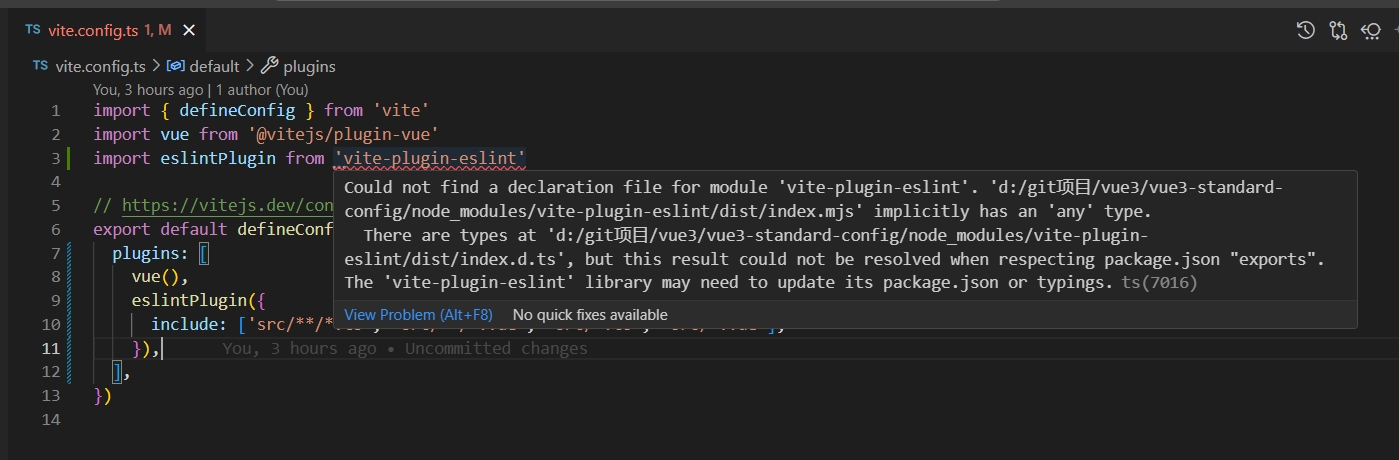 TS vite.config.ts 1, M
TS vite.config.ts > default > plugins
You, 3 hours ago | 1 author (You)
1 import { defineConfig } from 'vite'
2 import vue from '@vitejs/plugin-vue'
3 import eslintPlugin from 'vite-plugin-eslint'
4
Could not find a declaration file for module 'vite-plugin-eslint'. 'd:/git项目/vue3/vue3-standard-
config/node_modules/vite-plugin-eslint/dist/index.mjs' implicitly has an 'any' type.
There are types at 'd:/git项目/vue3/vue3-standard-config/node_modules/vite-plugin-
eslint/dist/index.d.ts', but this result could not be resolved when respecting package.json "exports".
The 'vite-plugin-eslint' library may need to update its package.json or typings. ts(7016)
View Problem (Alt+F8) No quick fixes available
5 // https://vitejs.dev/con
6 export default defineConf
7 plugins: [
8 vue(),
9 eslintPlugin({
10 include: ['src/**/*
11 }), You, 3 hours ago • Uncommitted changes
12 ],
13 })
14